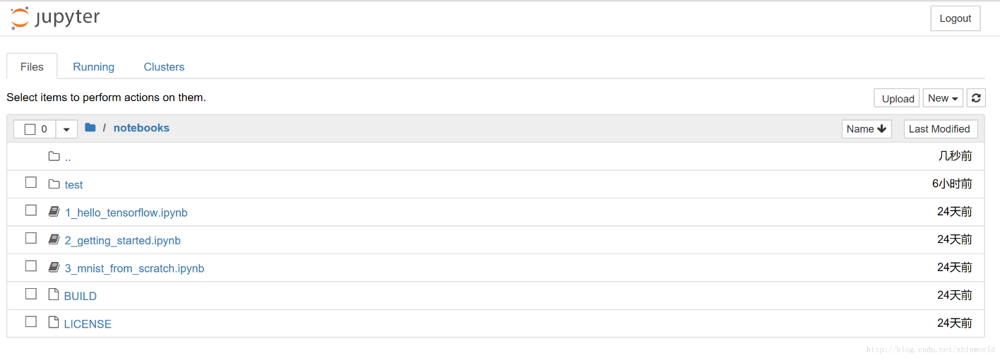 jupyter
Logout
Files Running Clusters
Select items to perform actions on them.
Upload New
0 / notebooks Name Last Modified
.. 几秒前
test 6小时前
1_hello_tensorflow.ipynb 24天前
2_getting_started.ipynb 24天前
3_mnist_from_scratch.ipynb 24天前
BUILD 24天前
LICENSE 24天前
http://blog.csdn.net/xhinworld